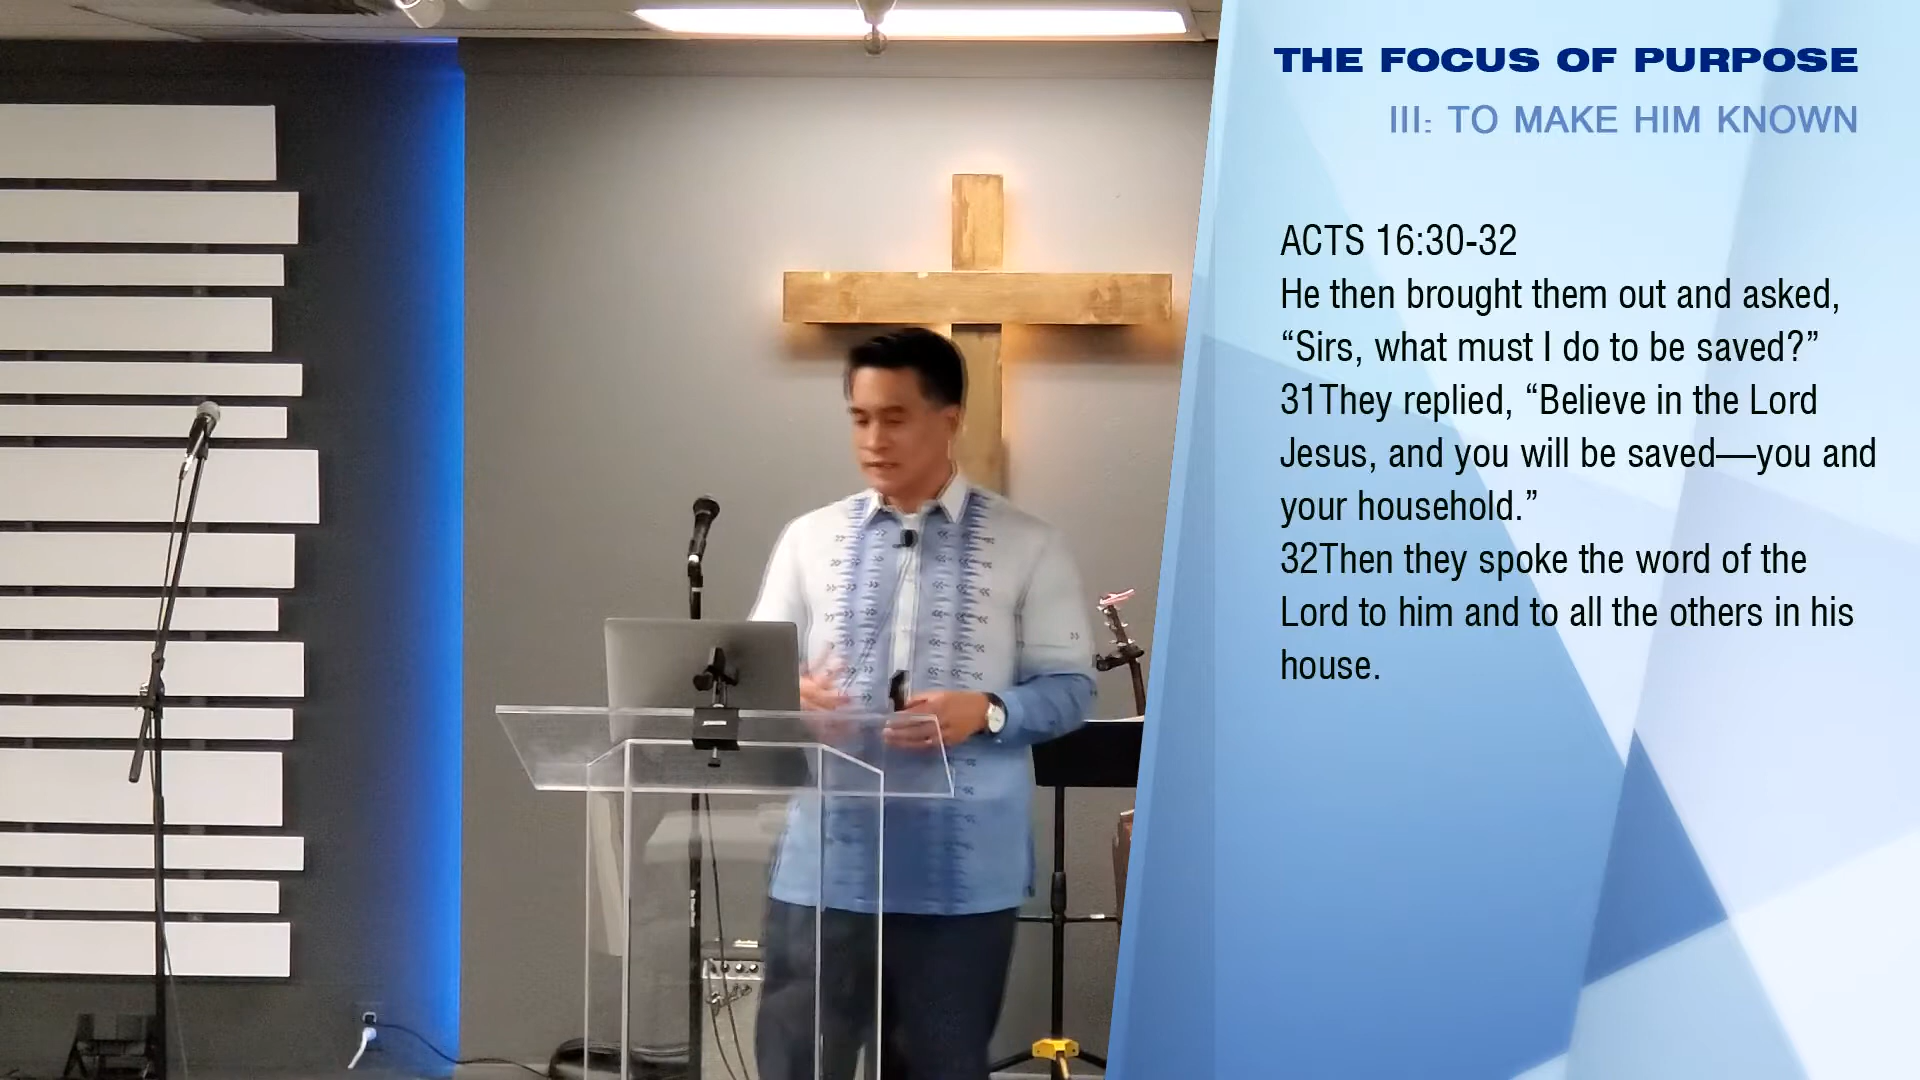 THE FOCUS OF PURPOSE
III: TO MAKE HIM KNOWN
ACTS 16:30-32
He then brought them out and asked,
“Sirs, what must I do to be saved?”
31They replied, “Believe in the Lord
Jesus, and you will be saved—you and
your household.”
32Then they spoke the word of the
Lord to him and to all the others in his
house.